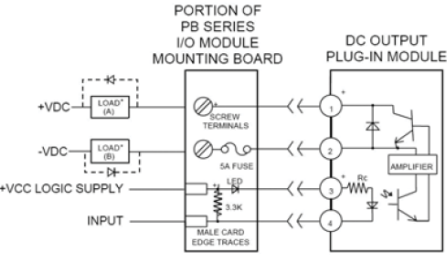 PORTION OF
PB SERIES
I/O MODULE
MOUNTING BOARD
DC OUTPUT
PLUG-IN MODULE
+VDC
LOAD*
(A)
+
SCREW
TERMINALS
1
+
-VDC
LOAD*
(B)
5A FUSE
2
AMPLIFIER
+VCC LOGIC SUPPLY
+
LED
3
+
Rc
3.3K
INPUT
4
MALE CARD
EDGE TRACES